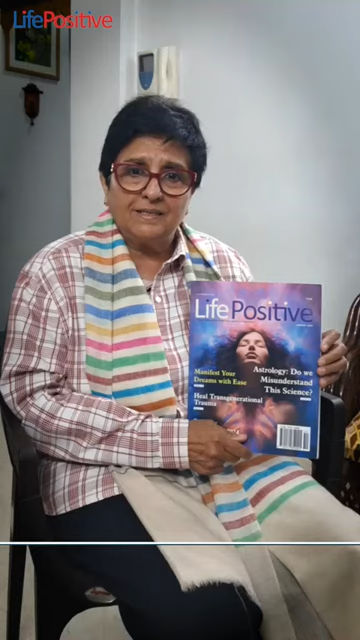 LifePositive
Life Positive
Manifest Your
Dreams with Ease
Astrology: Do we
Misunderstand
This Science?
Heal Transgenerational
Trauma